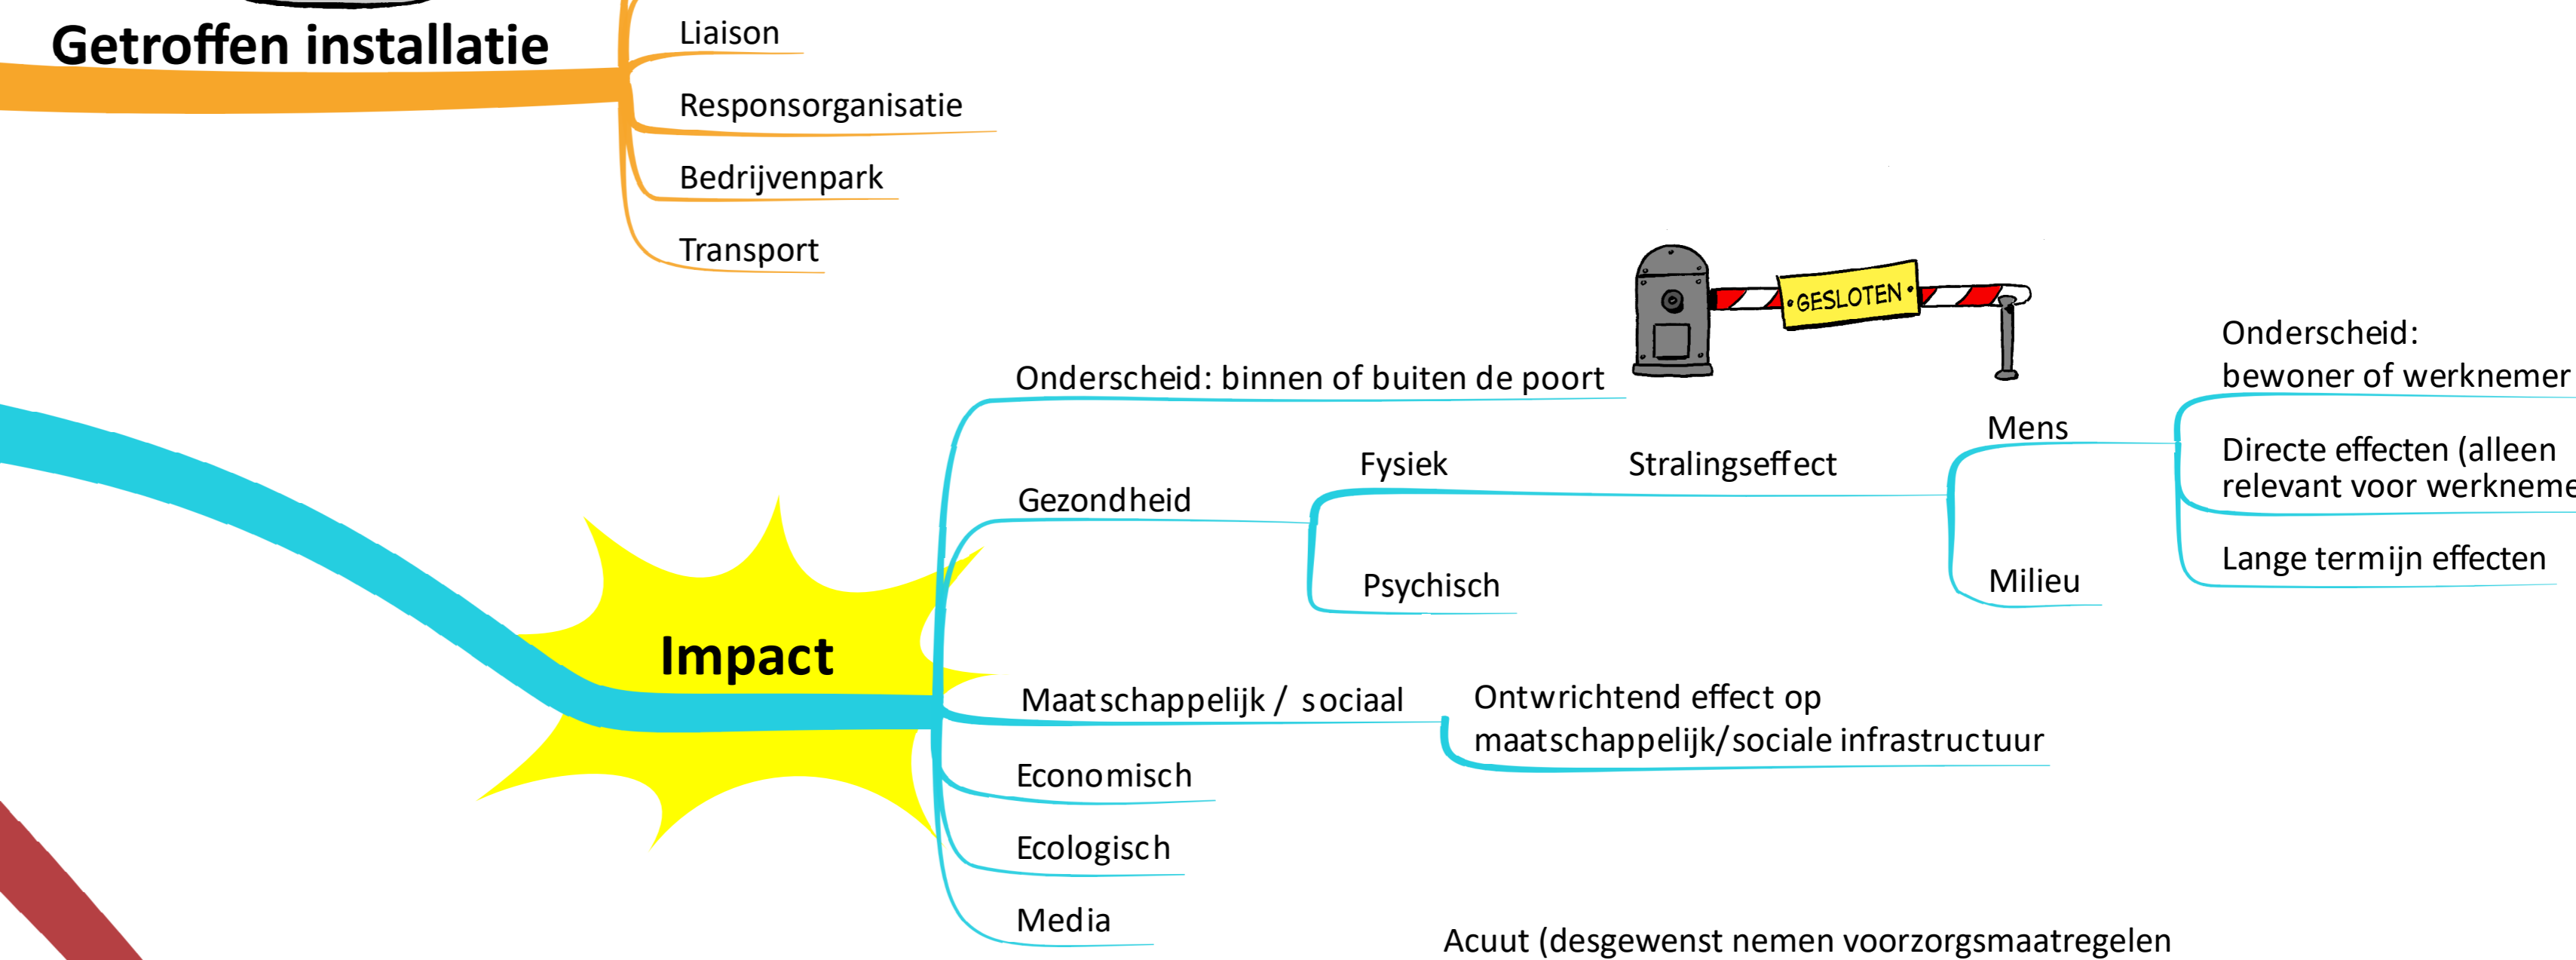 Getroffen installatie
Liaison
Responsorganisatie
Bedrijvenpark
Transport
GESLOTEN
Impact
Onderscheid: binnen of buiten de poort
Gezondheid
Fysiek
Stralingseffect
Mens
Onderscheid:
bewoner of werknemer
Directe effecten (alleen
relevant voor werkneme
Lange termijn effecten
Milieu
Psychisch
Maatschappelijk / sociaal
Ontwrichtend effect op
maatschappelijk/sociale infrastructuur
Economisch
Ecologisch
Media
Acuut (desgewenst nemen voorzorgsmaatregelen